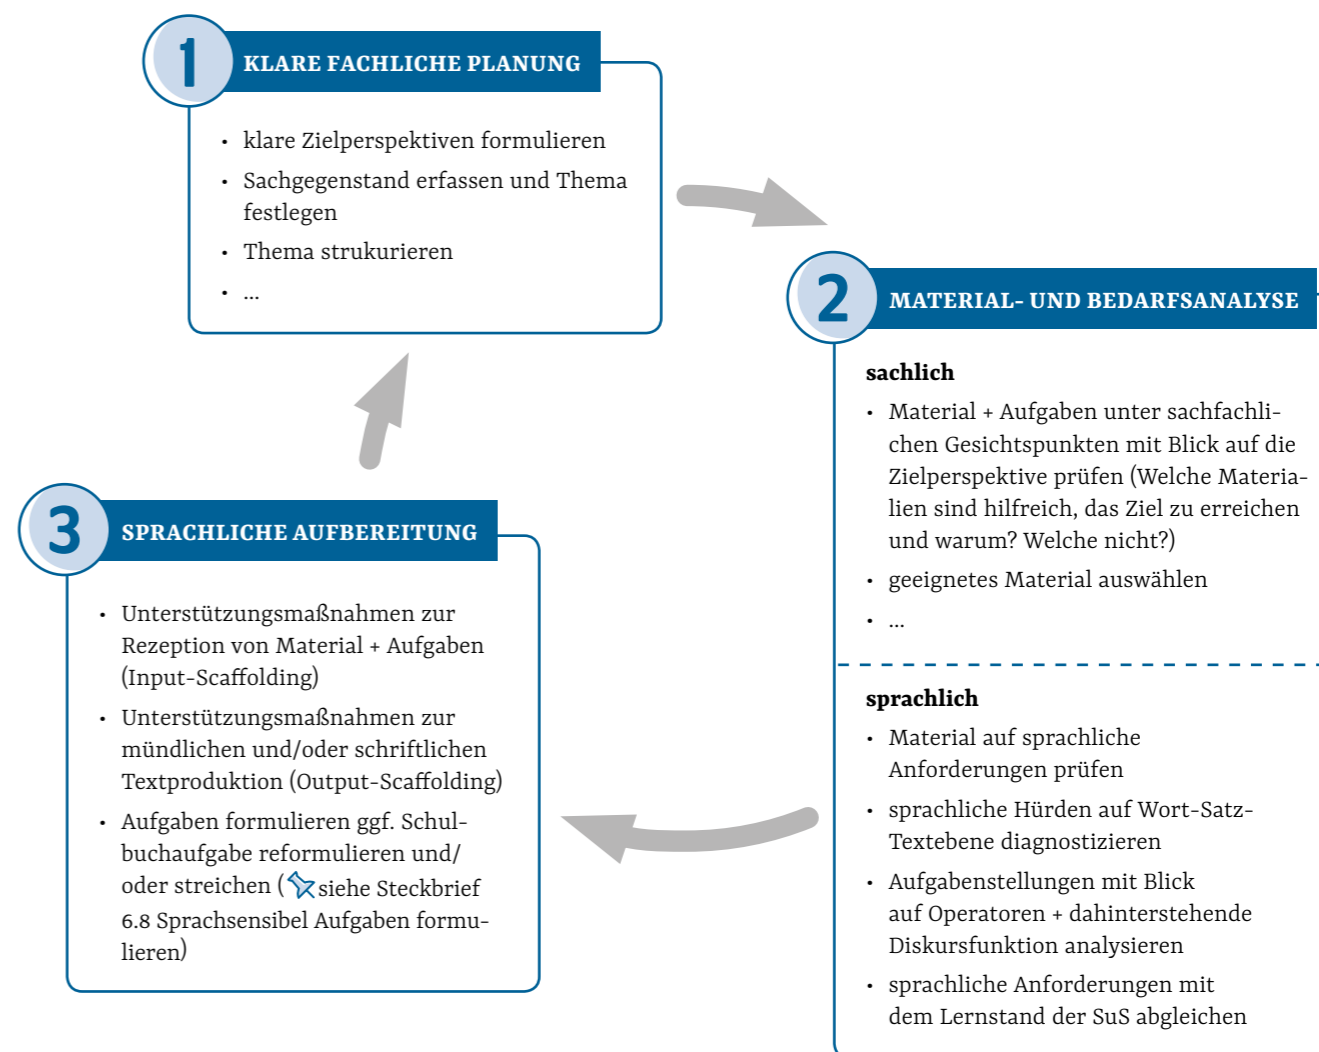 1
KLARE FACHLICHE PLANUNG
• klare Zielperspektiven formulieren
• Sachgegenstand erfassen und Thema
festlegen
• Thema strukurieren
• ...
2
MATERIAL- UND BEDARFSANALYSE
sachlich
• Material + Aufgaben unter sachfachli-
chen Gesichtspunkten mit Blick auf die
Zielperspektive prüfen (Welche Materia-
lien sind hilfreich, das Ziel zu erreichen
und warum? Welche nicht?)
• geeignetes Material auswählen
• ...
sprachlich
• Material auf sprachliche
Anforderungen prüfen
• sprachliche Hürden auf Wort-Satz-
Textebene diagnostizieren
• Aufgabenstellungen mit Blick
auf Operatoren + dahinterstehende
Diskursfunktion analysieren
• sprachliche Anforderungen mit
dem Lernstand der SuS abgleichen
3
SPRACHLICHE AUFBEREITUNG
• Unterstützungsmaßnahmen zur
Rezeption von Material + Aufgaben
(Input-Scaffolding)
• Unterstützungsmaßnahmen zur
mündlichen und/oder schriftlichen
Textproduktion (Output-Scaffolding)
• Aufgaben formulieren ggf. Schul-
buchaufgabe reformulieren und/
oder streichen ( siehe Steckbrief
6.8 Sprachsensibel Aufgaben formu-
lieren)